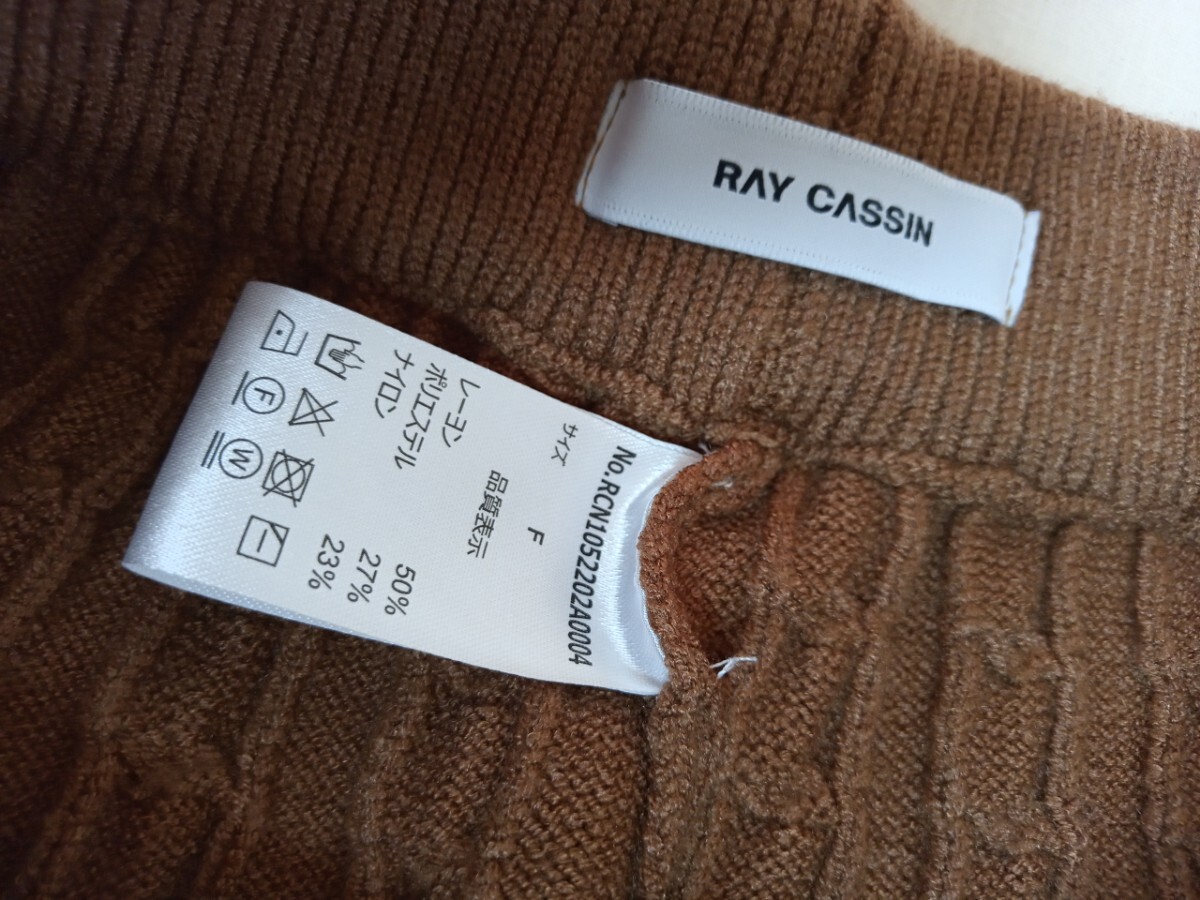 RAY CASSIN
No.RCN1052202A0004
サイズ F
品質表示
レーヨン 50%
ポリエステル 27%
ナイロン 23%
F
W